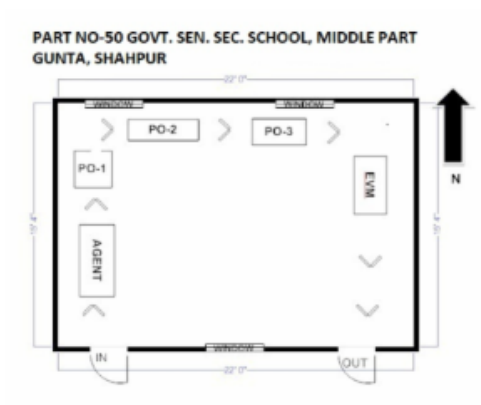 PART NO-50 GOVT. SEN. SEC. SCHOOL, MIDDLE PART
GUNTA, SHAHPUR
22' 0"
WINDOW WINDOW
PO-2 PO-3
PO-1
EVM
N
AGENT
WINDOW
IN OUT
22' 0"